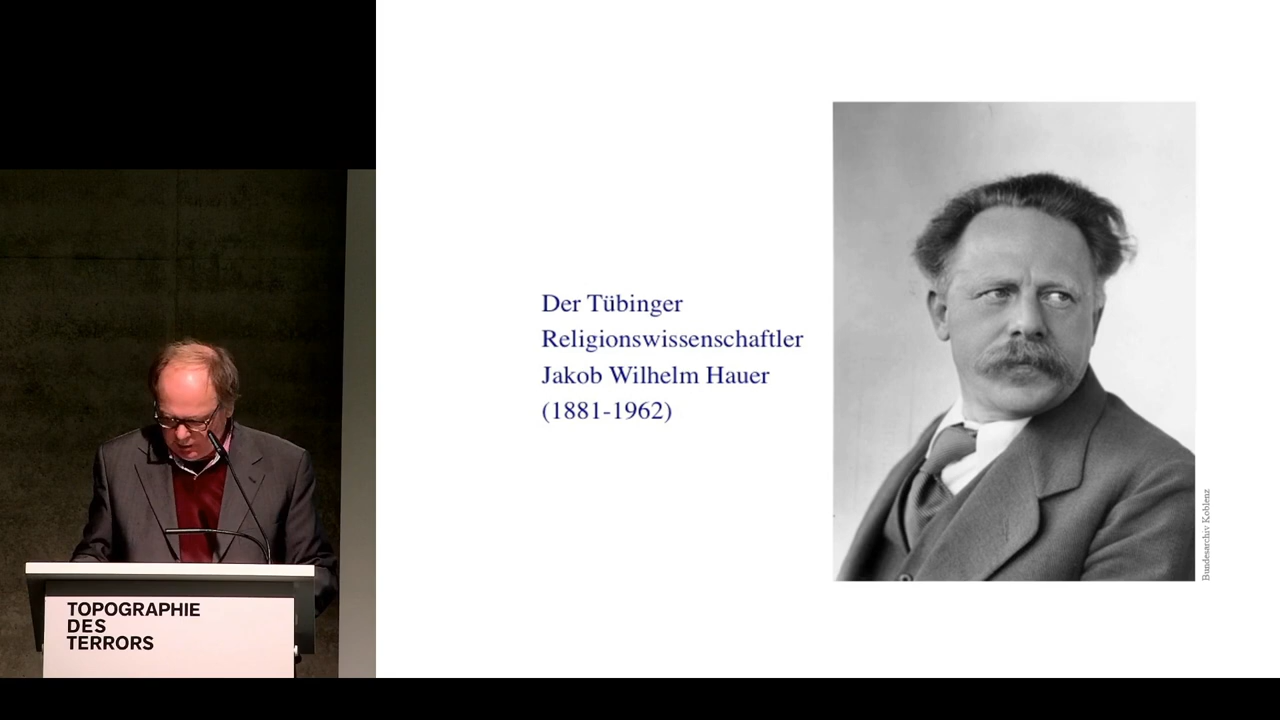 Der Tübinger
Religionswissenschaftler
Jakob Wilhelm Hauer
(1881-1962)
Bundesarchiv Koblenz
TOPOGRAPHIE
DES
TERRORS